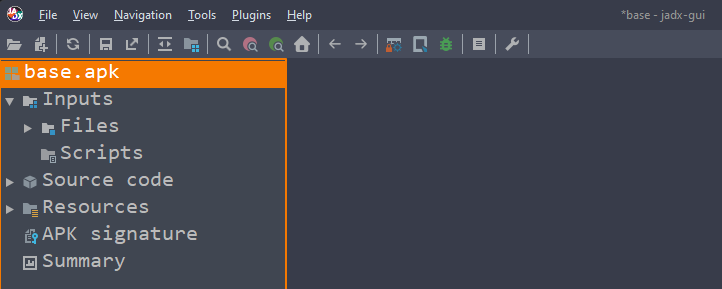 JADX File View Navigation Tools Plugins Help *base - jadx-gui
base.apk
Inputs
Files
Scripts
Source code
Resources
APK signature
Summary